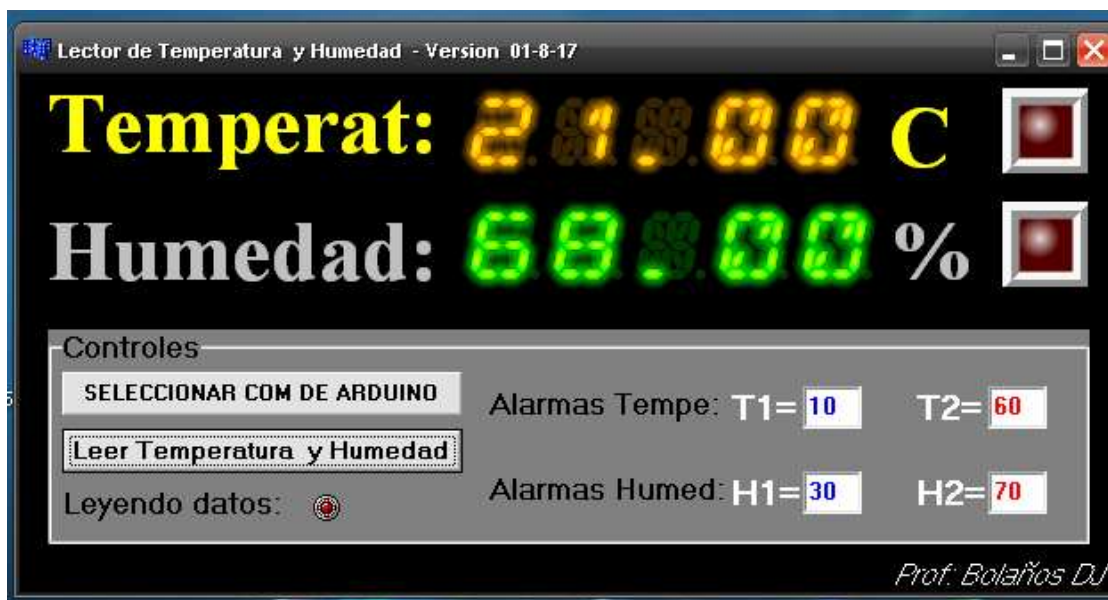 Lector de Temperatura y Humedad - Version 01-8-17
Temperat: 21.00 C
Humedad: 68.00 %
Controles
SELECCIONAR COM DE ARDUINO
Alarmas Tempe: T1= 10 T2= 60
Leer Temperatura y Humedad
Leyendo datos:
Alarmas Humed: H1= 30 H2= 70
Prof: Bolaños DJ